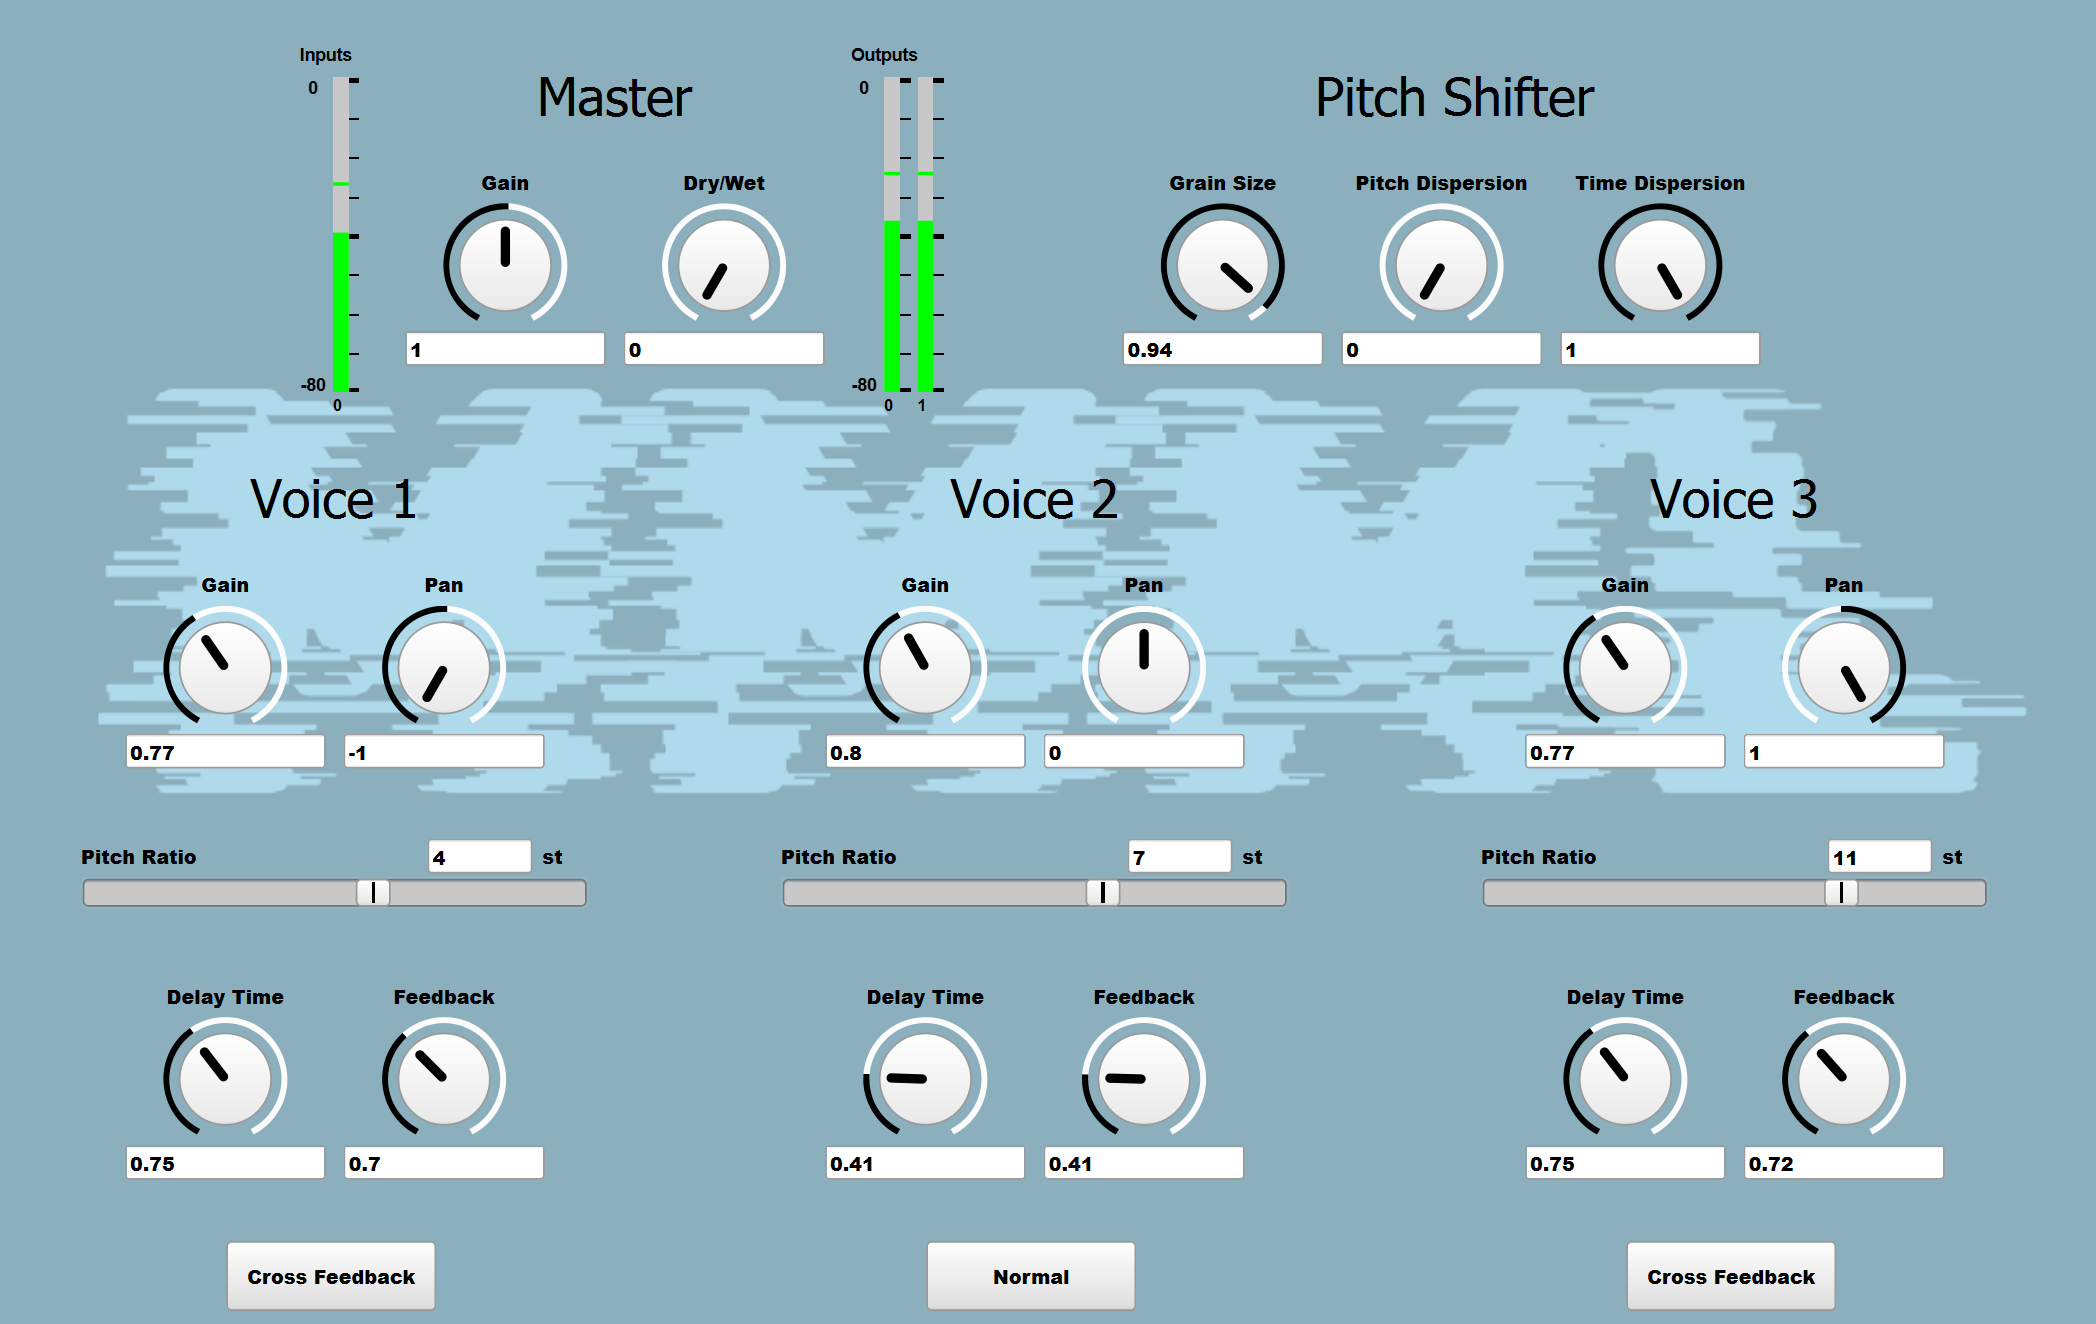 Inputs
Outputs
0
0
Master
Pitch Shifter
Gain
Dry/Wet
Grain Size
Pitch Dispersion
Time Dispersion
1
0
0.94
0
1
-80
-80
0
0
1
Voice 1
Voice 2
Voice 3
Gain
Pan
Gain
Pan
Gain
Pan
0.77
-1
0.8
0
0.77
1
Pitch Ratio
4
st
Pitch Ratio
7
st
Pitch Ratio
11
st
Delay Time
Feedback
Delay Time
Feedback
Delay Time
Feedback
0.75
0.7
0.41
0.41
0.75
0.72
Cross Feedback
Normal
Cross Feedback